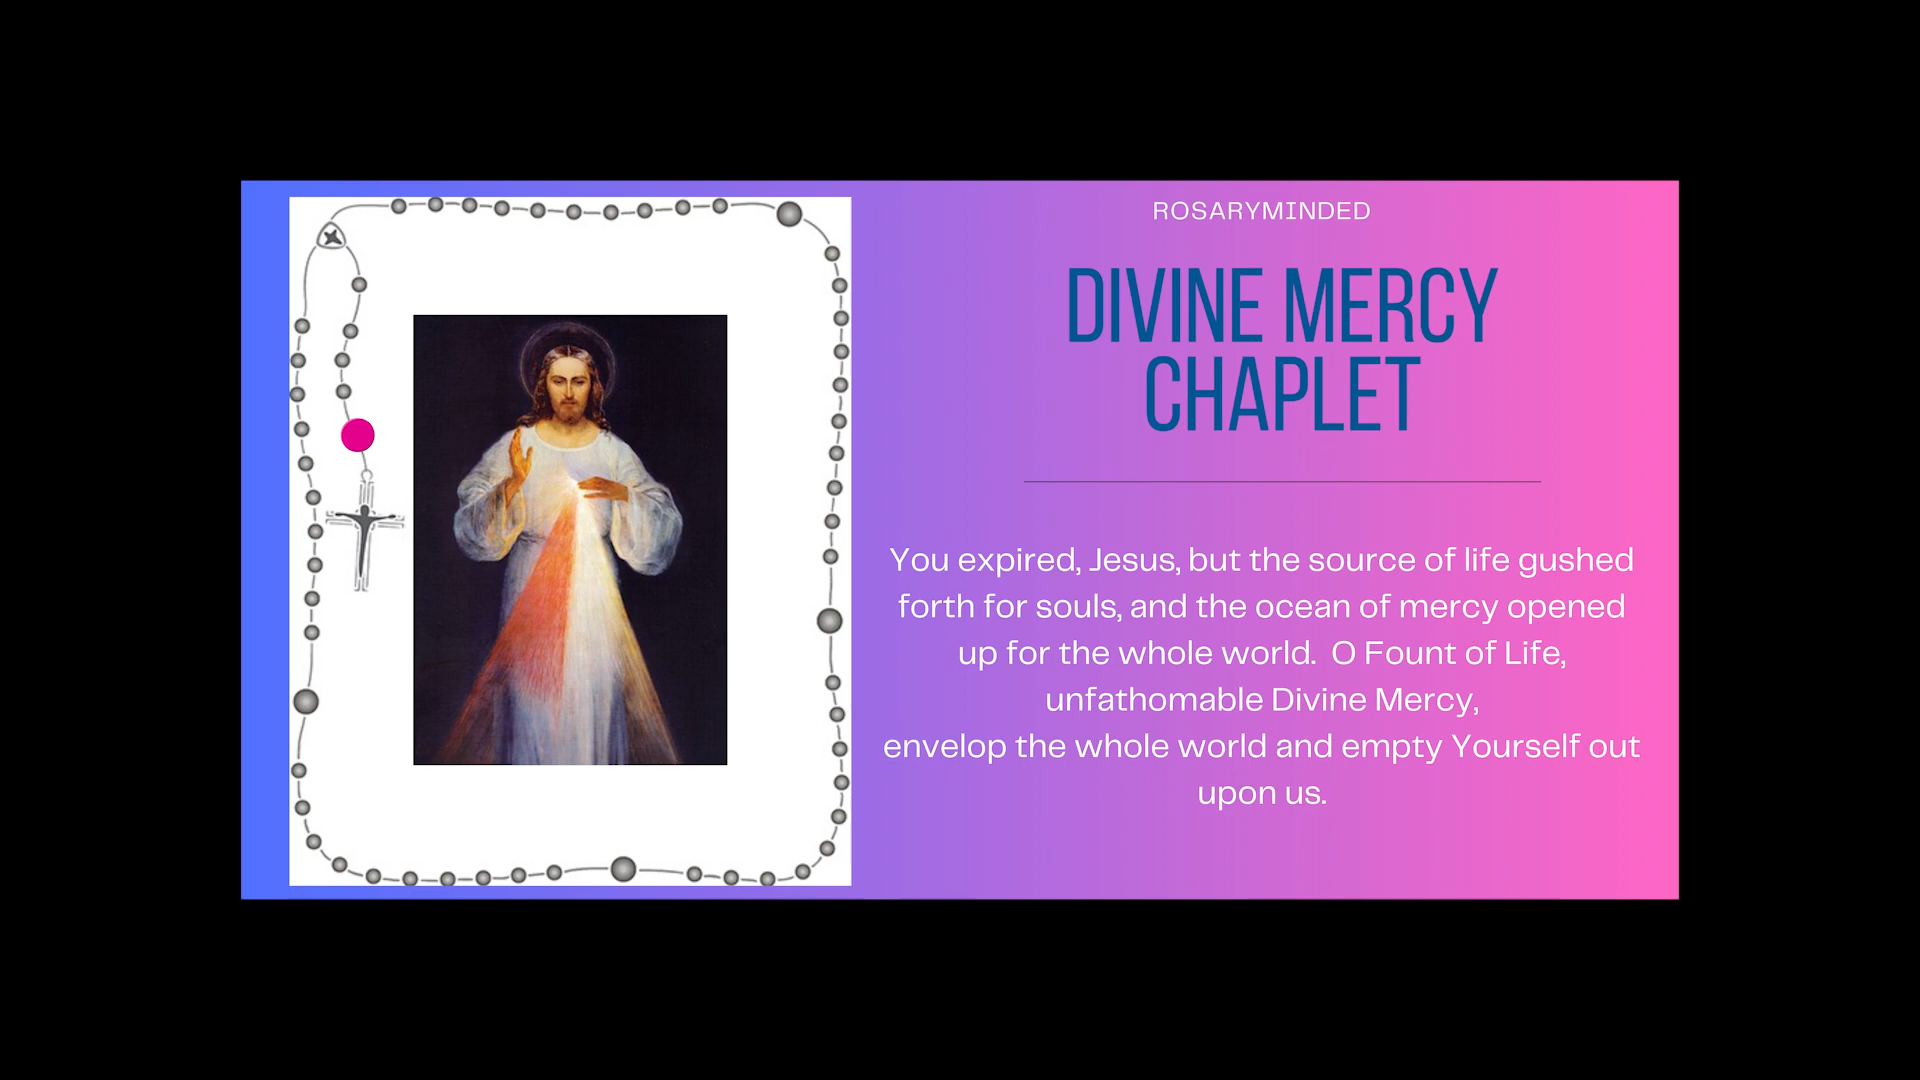 ROSARYMINDED
DIVINE MERCY
CHAPLET
You expired, Jesus, but the source of life gushed
forth for souls, and the ocean of mercy opened
up for the whole world.  O Fount of Life,
unfathomable Divine Mercy,
envelop the whole world and empty Yourself out
upon us.